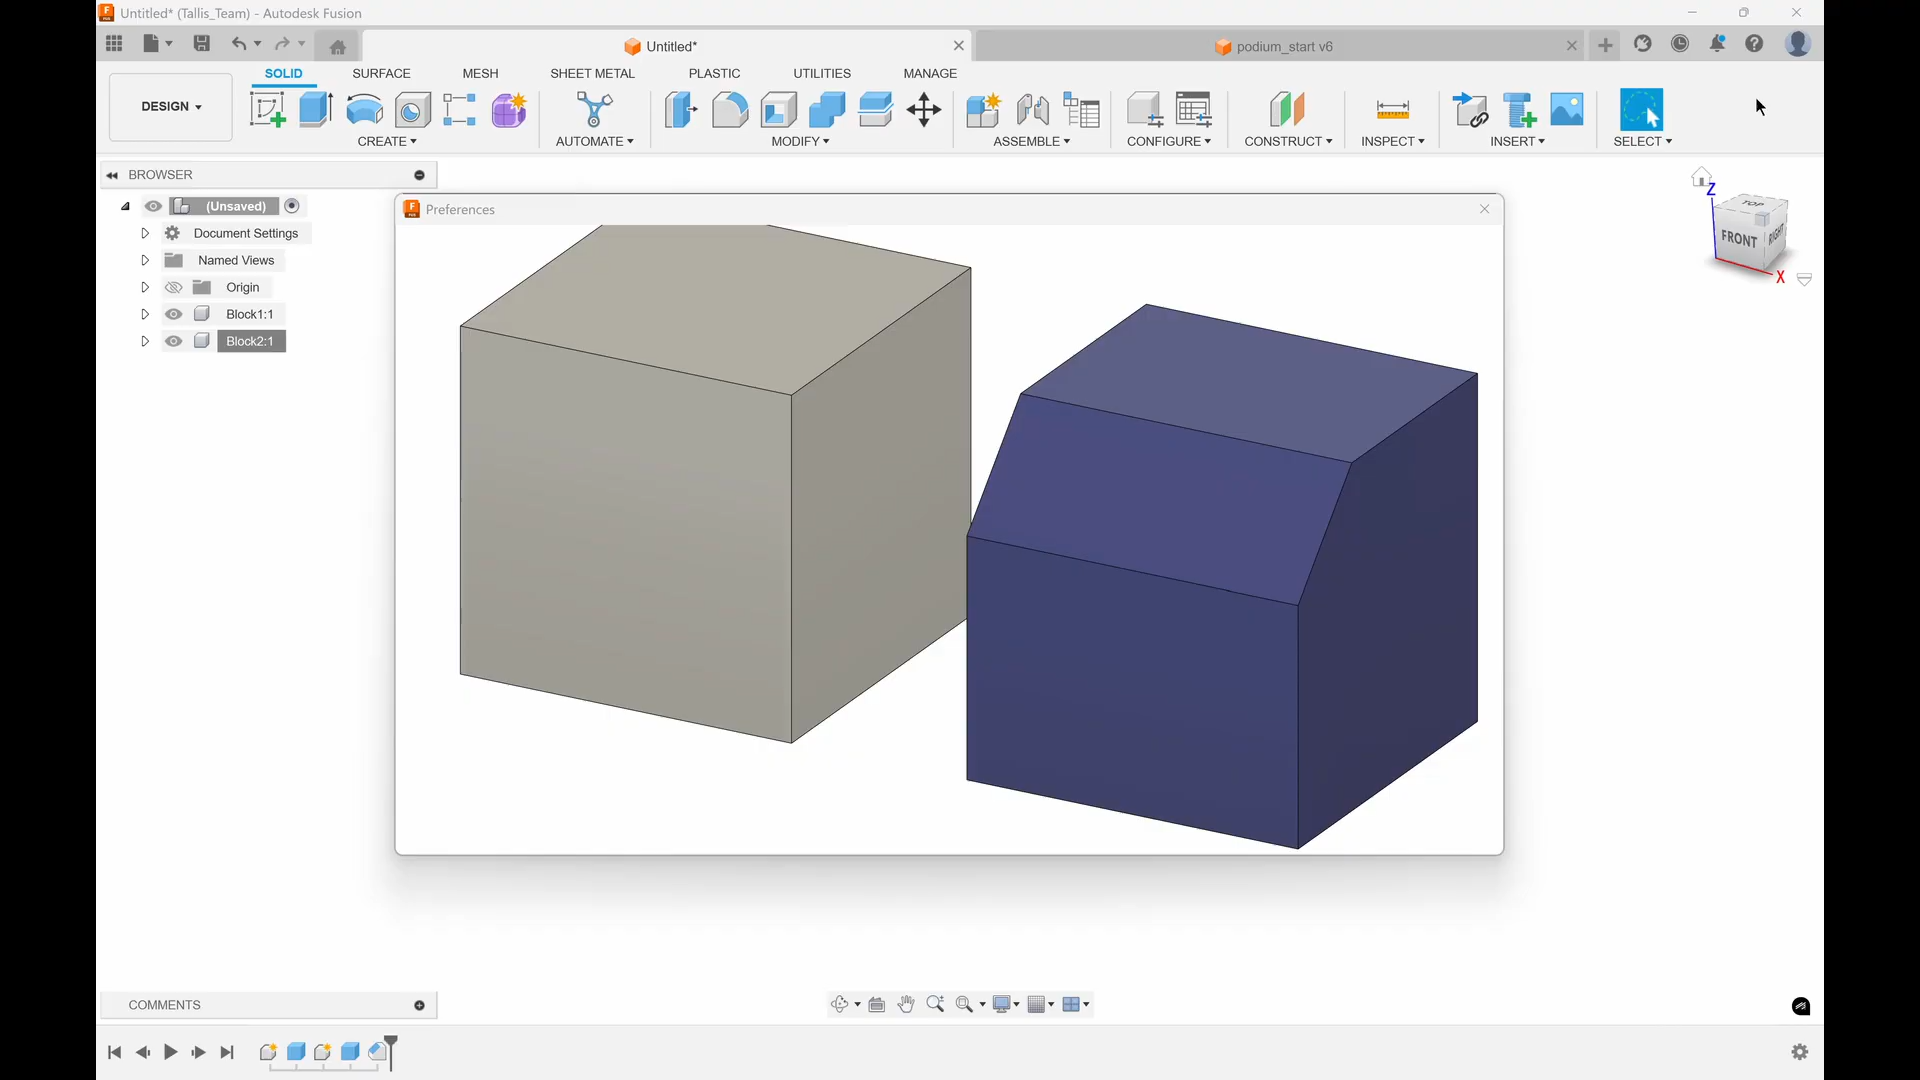 Untitled* (Tallis_Team) - Autodesk Fusion
Untitled*
podium_start v6
SOLID SURFACE MESH SHEET METAL PLASTIC UTILITIES MANAGE
DESIGN
CREATE AUTOMATE MODIFY ASSEMBLE CONFIGURE CONSTRUCT INSPECT INSERT SELECT
BROWSER
(Unsaved)
Document Settings
Named Views
Origin
Block1:1
Block2:1
Preferences
Z
TOP
FRONT
RIGHT
X
COMMENTS